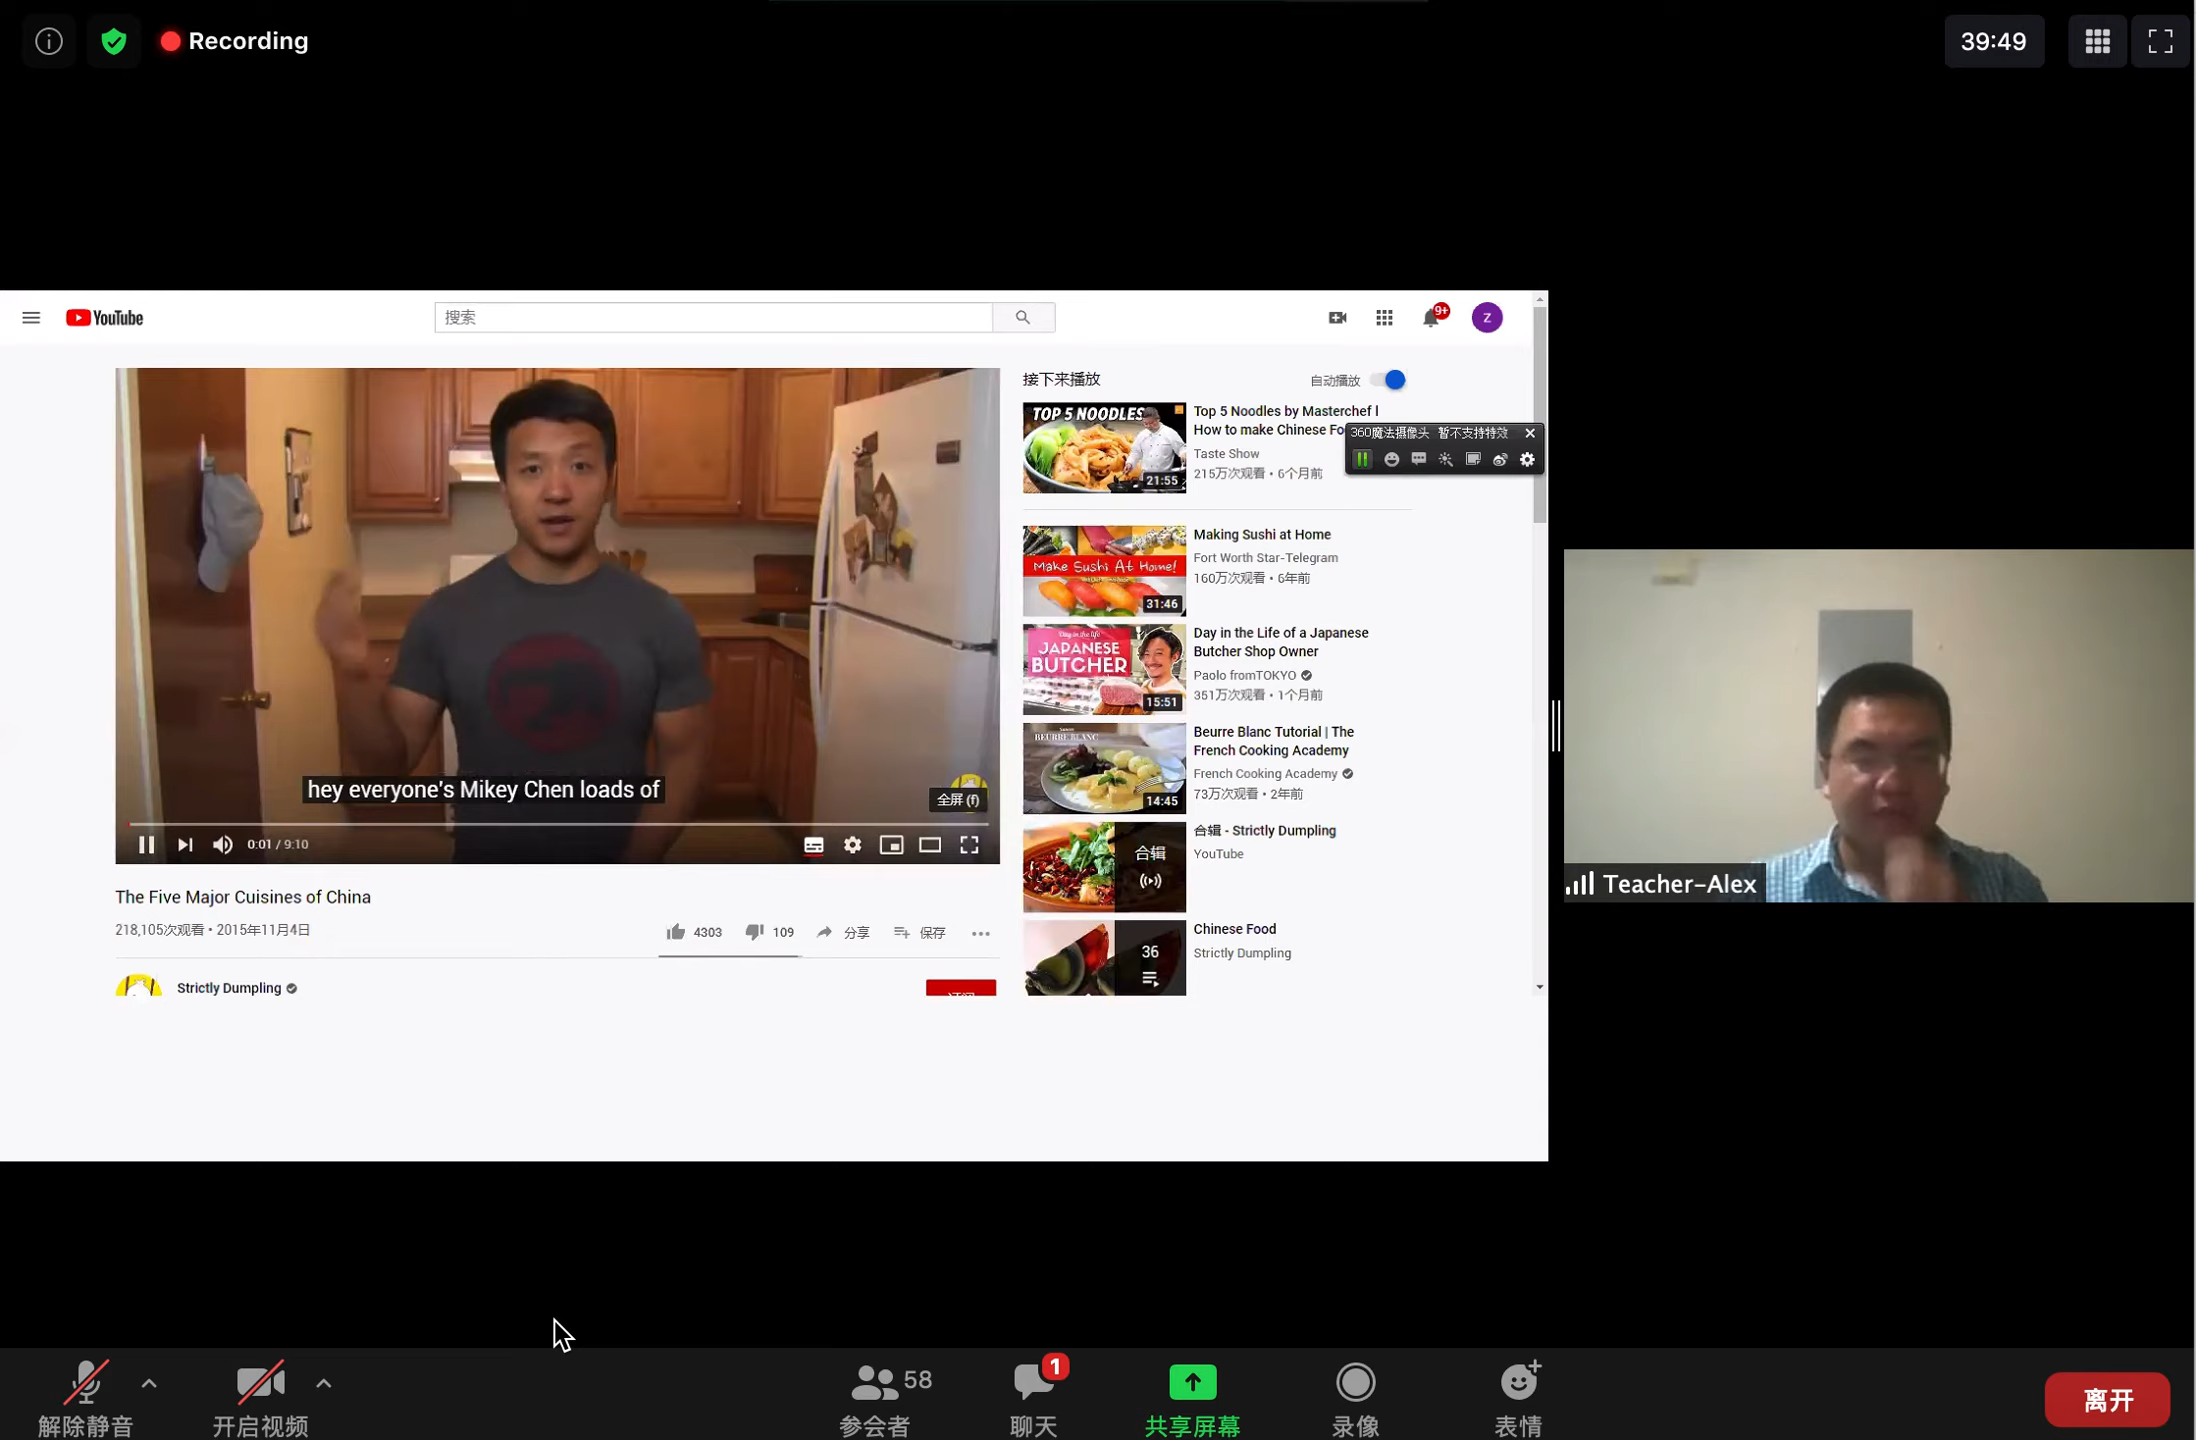 Recording
39:49
YouTube
搜索
9+
Z
接下来播放
自动播放
TOP 5 NOODLES
21:55
Top 5 Noodles by Masterchef l
How to make Chinese Fo
Taste Show
215万次观看 • 6个月前
360魔法摄像头 暂不支持特效
Make Sushi At Home!
31:46
Making Sushi at Home
Fort Worth Star-Telegram
160万次观看 • 6年前
Day in the life
JAPANESE
BUTCHER
15:51
Day in the Life of a Japanese
Butcher Shop Owner
Paolo fromTOKYO
351万次观看 • 1个月前
BEURRE BLANC
14:45
Beurre Blanc Tutorial | The
French Cooking Academy
French Cooking Academy
73万次观看 • 2年前
合辑
合辑 - Strictly Dumpling
YouTube
36
Chinese Food
Strictly Dumpling
hey everyone's Mikey Chen loads of
全屏 (f)
0:01 / 9:10
The Five Major Cuisines of China
218,105次观看 • 2015年11月4日
4303
109
分享
保存
Strictly Dumpling
Teacher-Alex
解除静音
开启视频
58
参会者
1
聊天
共享屏幕
录像
表情
离开